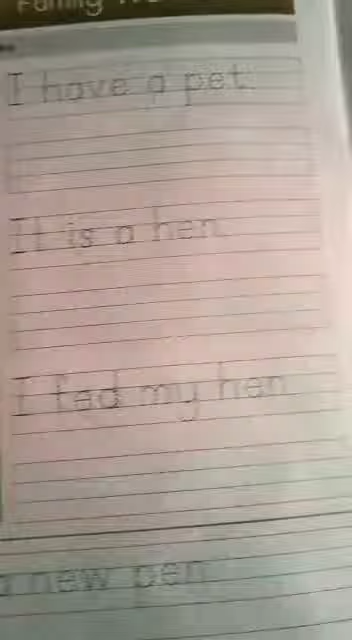 I have a pet.
It is a hen.
I fed my hen
a new pen